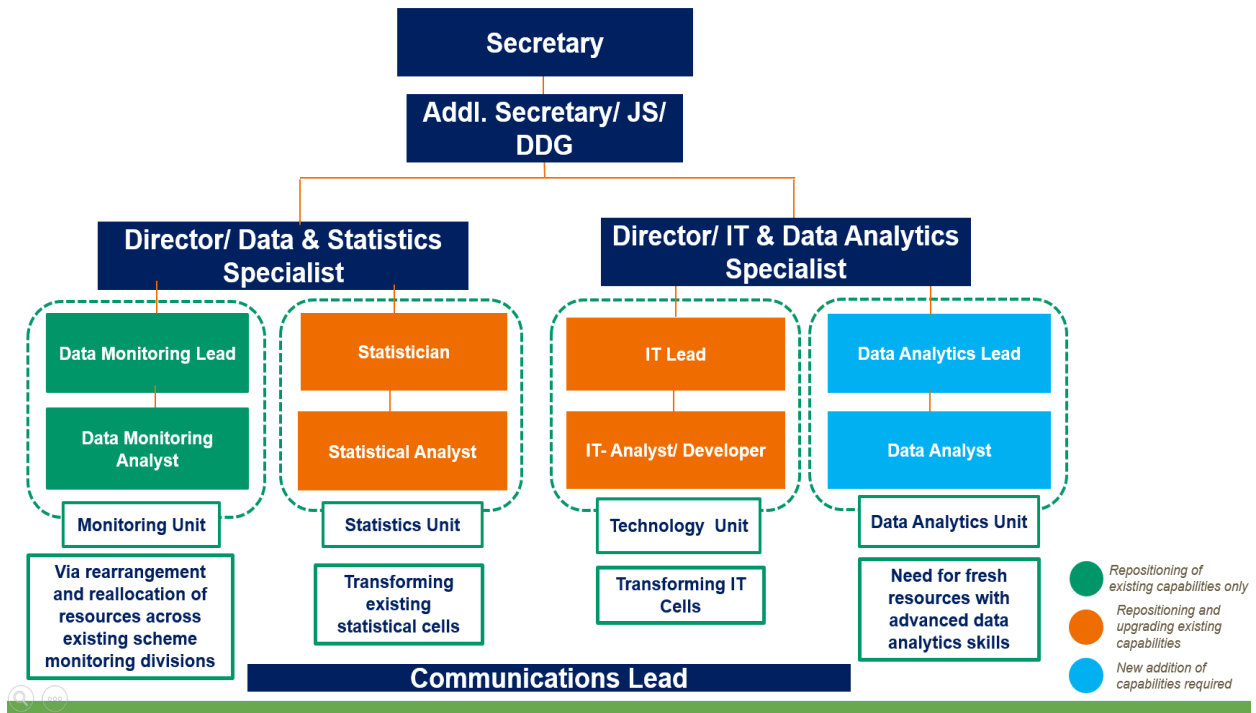 Secretary
Addl. Secretary/ JS/
DDG
Director/ Data & Statistics
Specialist
Director/ IT & Data Analytics
Specialist
Data Monitoring Lead
Data Monitoring
Analyst
Monitoring Unit
Via rearrangement
and reallocation of
resources across
existing scheme
monitoring divisions
Statistician
Statistical Analyst
Statistics Unit
Transforming
existing
statistical cells
IT Lead
IT- Analyst/ Developer
Technology Unit
Transforming IT
Cells
Data Analytics Lead
Data Analyst
Data Analytics Unit
Need for fresh
resources with
advanced data
analytics skills
Repositioning of
existing capabilities only
Repositioning and
upgrading existing
capabilities
New addition of
capabilities required
Communications Lead